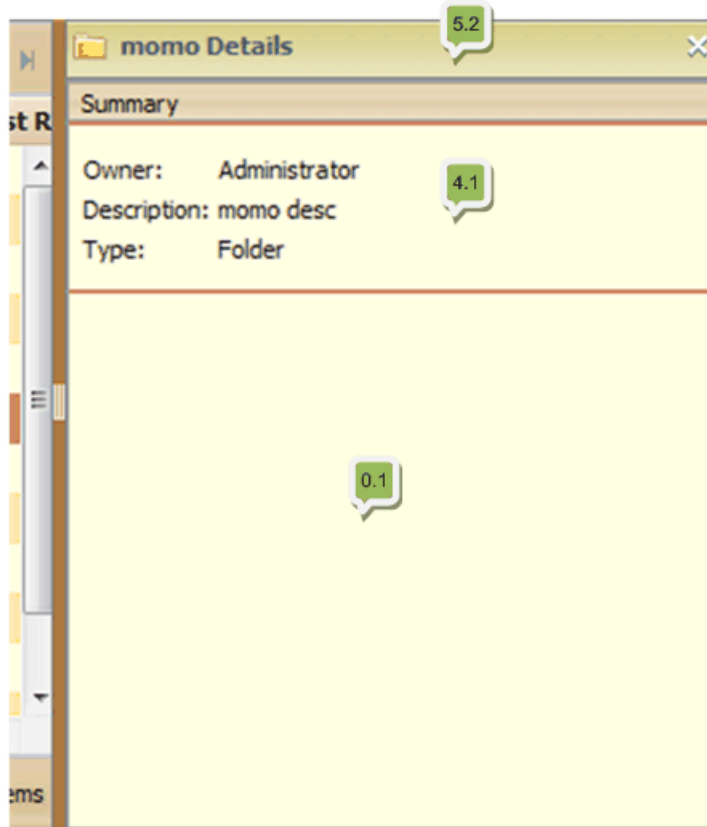 5.2
momo Details
Summary
st R
Owner: Administrator
4.1
Description: momo desc
Type: Folder
0.1
ems